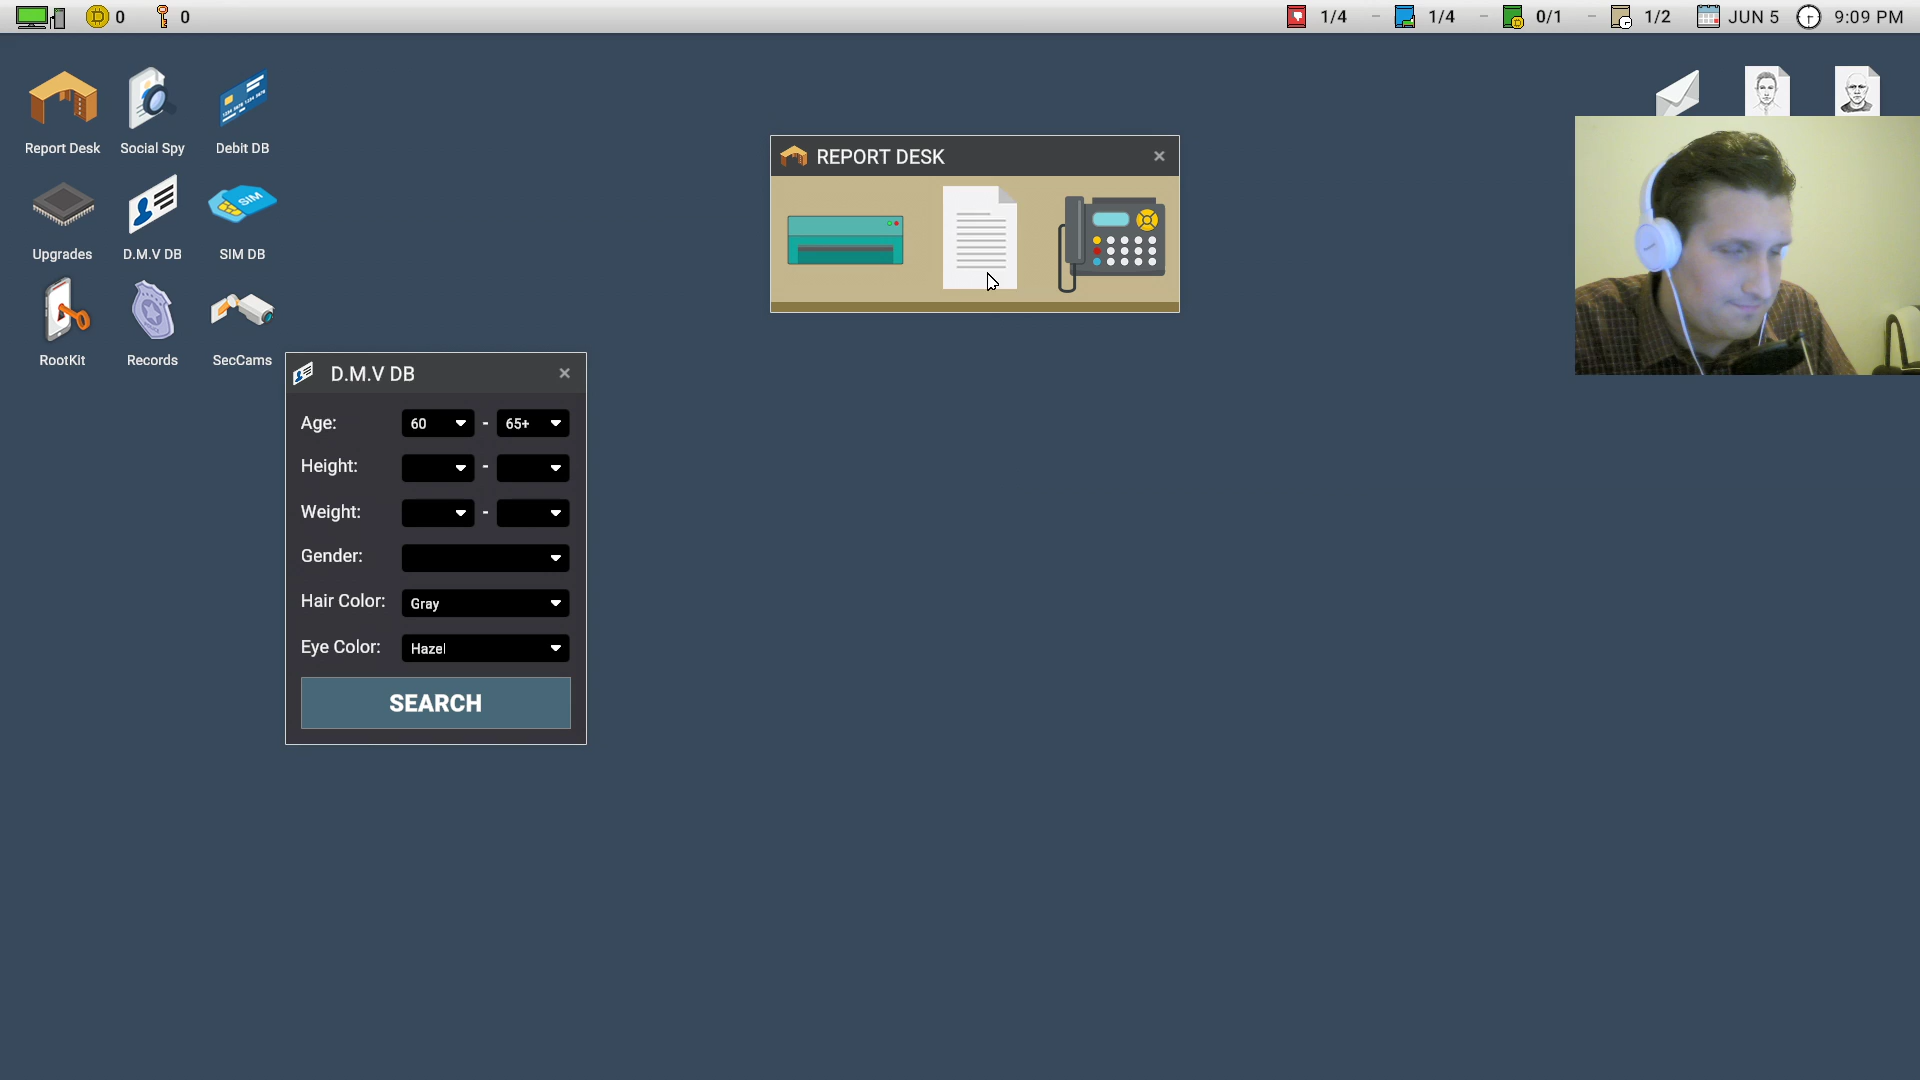 0 0 1/4 - 1/4 - 0/1 - 1/2 JUN 5 9:09 PM
Report Desk Social Spy Debit DB
REPORT DESK
SIM
Upgrades D.M.V DB SIM DB
RootKit Records SecCams
D.M.V DB
Age: 60 - 65+
Height: -
Weight: -
Gender:
Hair Color: Gray
Eye Color: Hazel
SEARCH